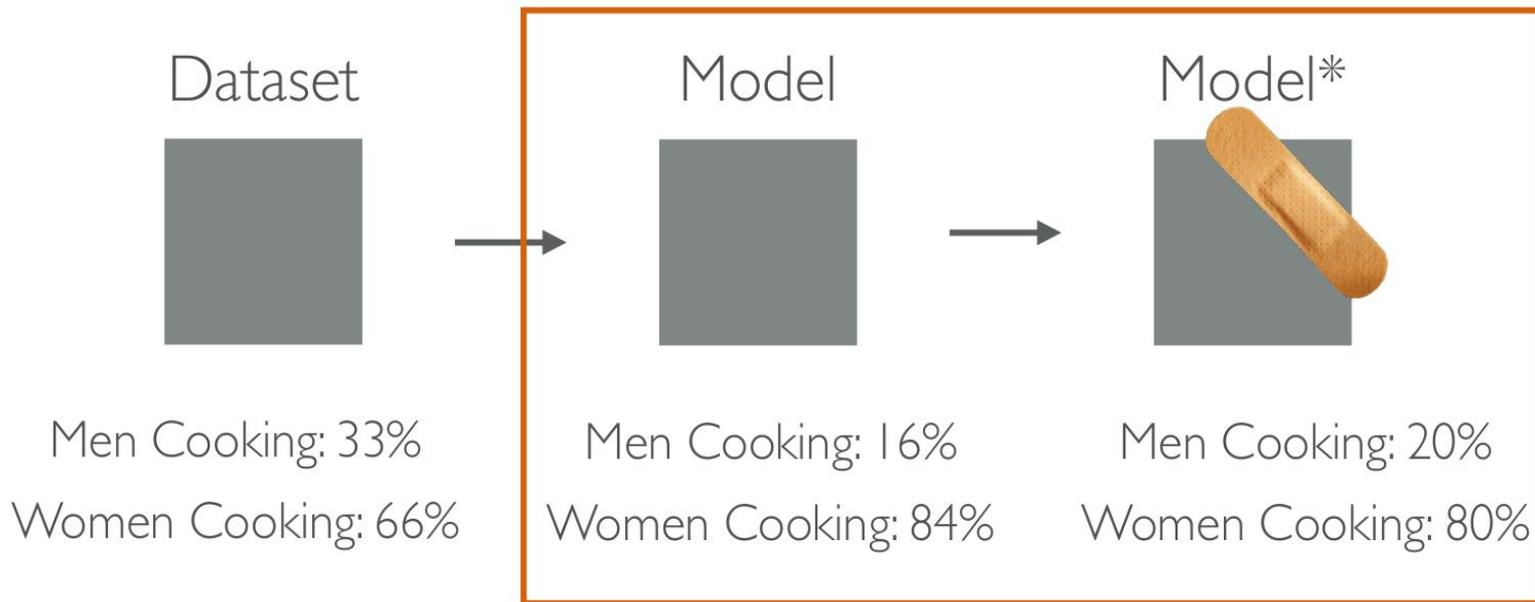 Dataset
Model
Model*
Men Cooking: 33%
Women Cooking: 66%
Men Cooking: 16%
Women Cooking: 84%
Men Cooking: 20%
Women Cooking: 80%